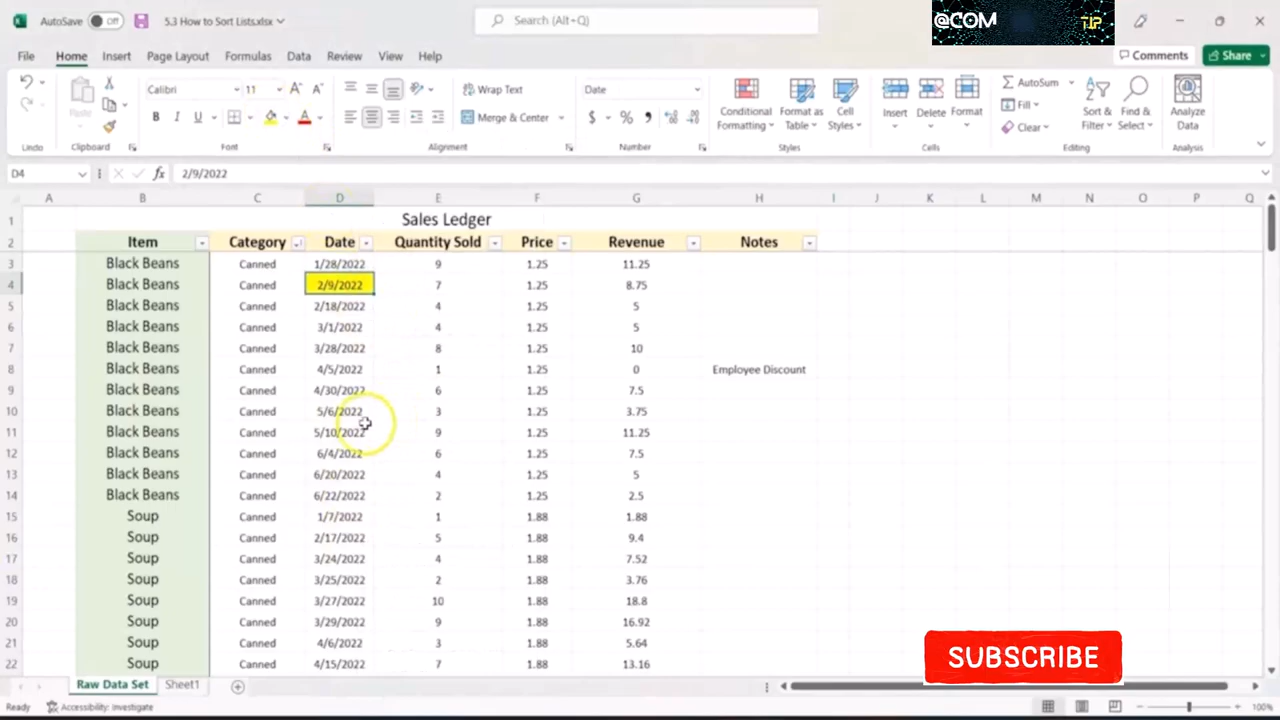 AutoSave Off 5.3 How to Sort Lists.xlsx Search (Alt+Q) @COM TIP
File Home Insert Page Layout Formulas Data Review View Help Comments Share
Calibri 11 Wrap Text Date AutoSum
Paste Conditional Formatting Format as Table Cell Styles Insert Delete Format Fill Sort & Filter Find & Select Analyze Data
B I U A Merge & Center $ % Clear
Undo Clipboard Font Alignment Number Styles Cells Editing Analysis
D4 fx 2/9/2022
A B C D E F G H I J K L M N O P Q
1 Sales Ledger
2 Item Category Date Quantity Sold Price Revenue Notes
3 Black Beans Canned 1/28/2022 9 1.25 11.25
4 Black Beans Canned 2/9/2022 7 1.25 8.75
5 Black Beans Canned 2/18/2022 4 1.25 5
6 Black Beans Canned 3/1/2022 4 1.25 5
7 Black Beans Canned 3/28/2022 8 1.25 10
8 Black Beans Canned 4/5/2022 1 1.25 0 Employee Discount
9 Black Beans Canned 4/30/2022 6 1.25 7.5
10 Black Beans Canned 5/6/2022 3 1.25 3.75
11 Black Beans Canned 5/10/2022 9 1.25 11.25
12 Black Beans Canned 6/4/2022 6 1.25 7.5
13 Black Beans Canned 6/20/2022 4 1.25 5
14 Black Beans Canned 6/22/2022 2 1.25 2.5
15 Soup Canned 1/7/2022 1 1.88 1.88
16 Soup Canned 2/17/2022 5 1.88 9.4
17 Soup Canned 3/24/2022 4 1.88 7.52
18 Soup Canned 3/25/2022 2 1.88 3.76
19 Soup Canned 3/27/2022 10 1.88 18.8
20 Soup Canned 3/29/2022 9 1.88 16.92
21 Soup Canned 4/6/2022 3 1.88 5.64
22 Soup Canned 4/15/2022 7 1.88 13.16
SUBSCRIBE
Raw Data Set Sheet1
Ready Accessibility: Investigate 100%